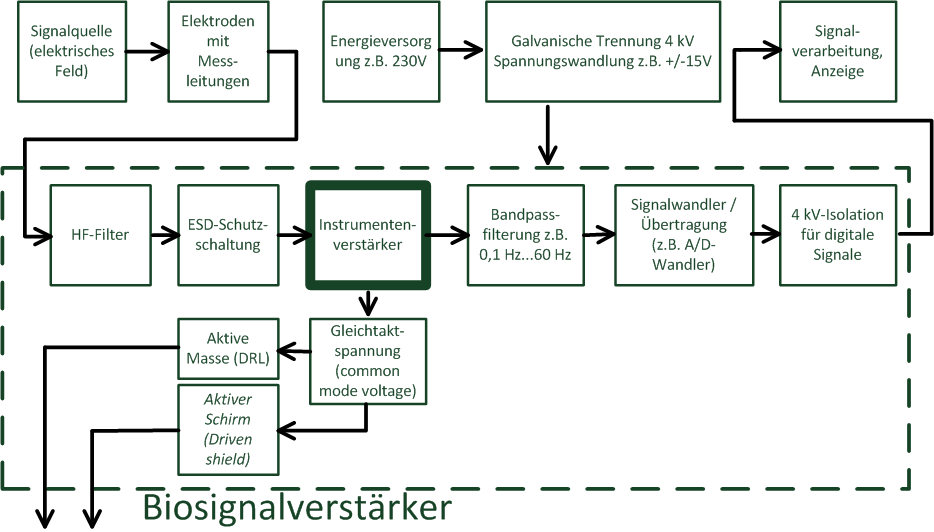 Signalquelle
(elektrisches
Feld)
Elektroden
mit
Mess-
leitungen
Energieversorg
ung z.B. 230V
Galvanische Trennung 4 kV
Spannungswandlung z.B. +/-15V
Signal-
verarbeitung,
Anzeige
HF-Filter
ESD-Schutz-
schaltung
Instrumenten-
verstärker
Bandpass-
filterung z.B.
0,1 Hz...60 Hz
Signalwandler /
Übertragung
(z.B. A/D-
Wandler)
4 kV-Isolation
für digitale
Signale
Aktive
Masse (DRL)
Gleichtakt-
spannung
(common
mode voltage)
Aktiver
Schirm
(Driven
shield)
Biosignalverstärker